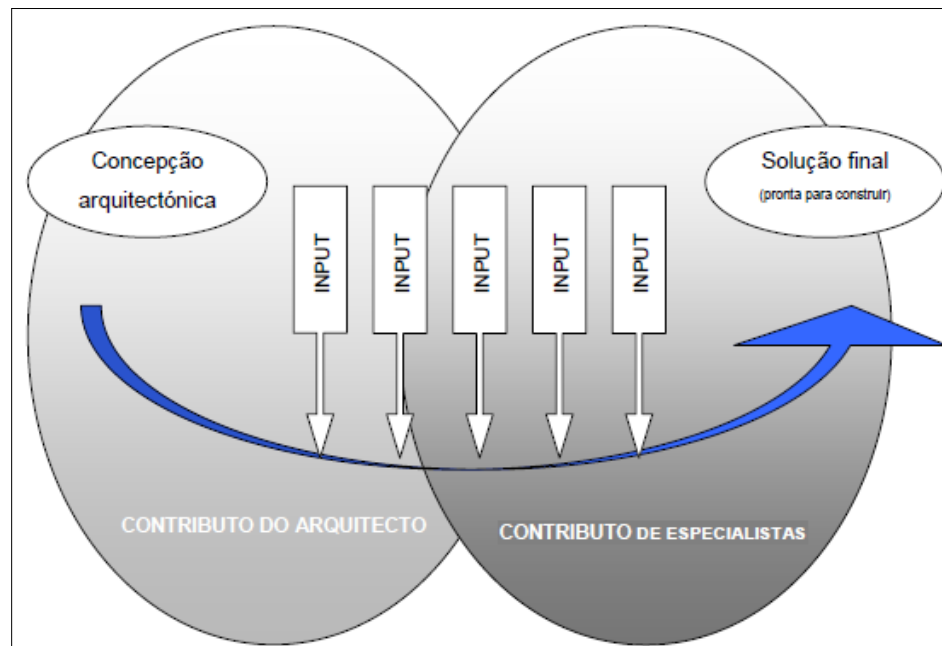 Concepção
arquitectónica
Solução final
(pronta para construir)
INPUT
INPUT
INPUT
INPUT
INPUT
CONTRIBUTO DO ARQUITECTO
CONTRIBUTO DE ESPECIALISTAS